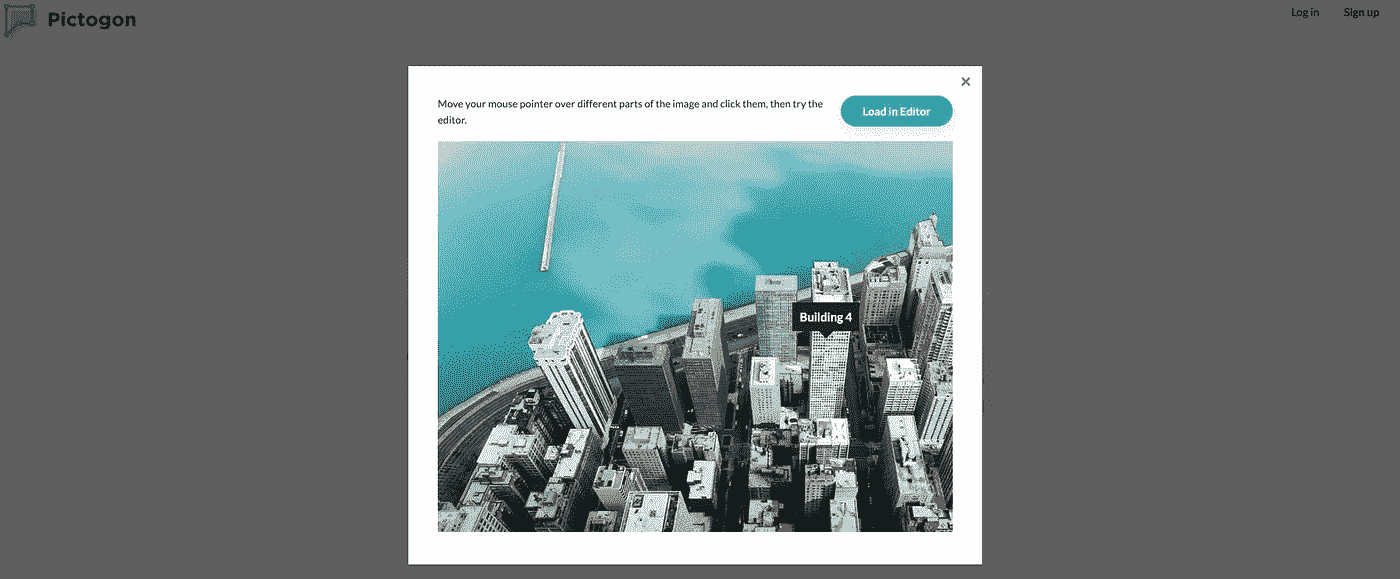 Pictogon
Log in
Sign up
Move your mouse pointer over different parts of the image and click them, then try the
editor.
Load in Editor
Building 4